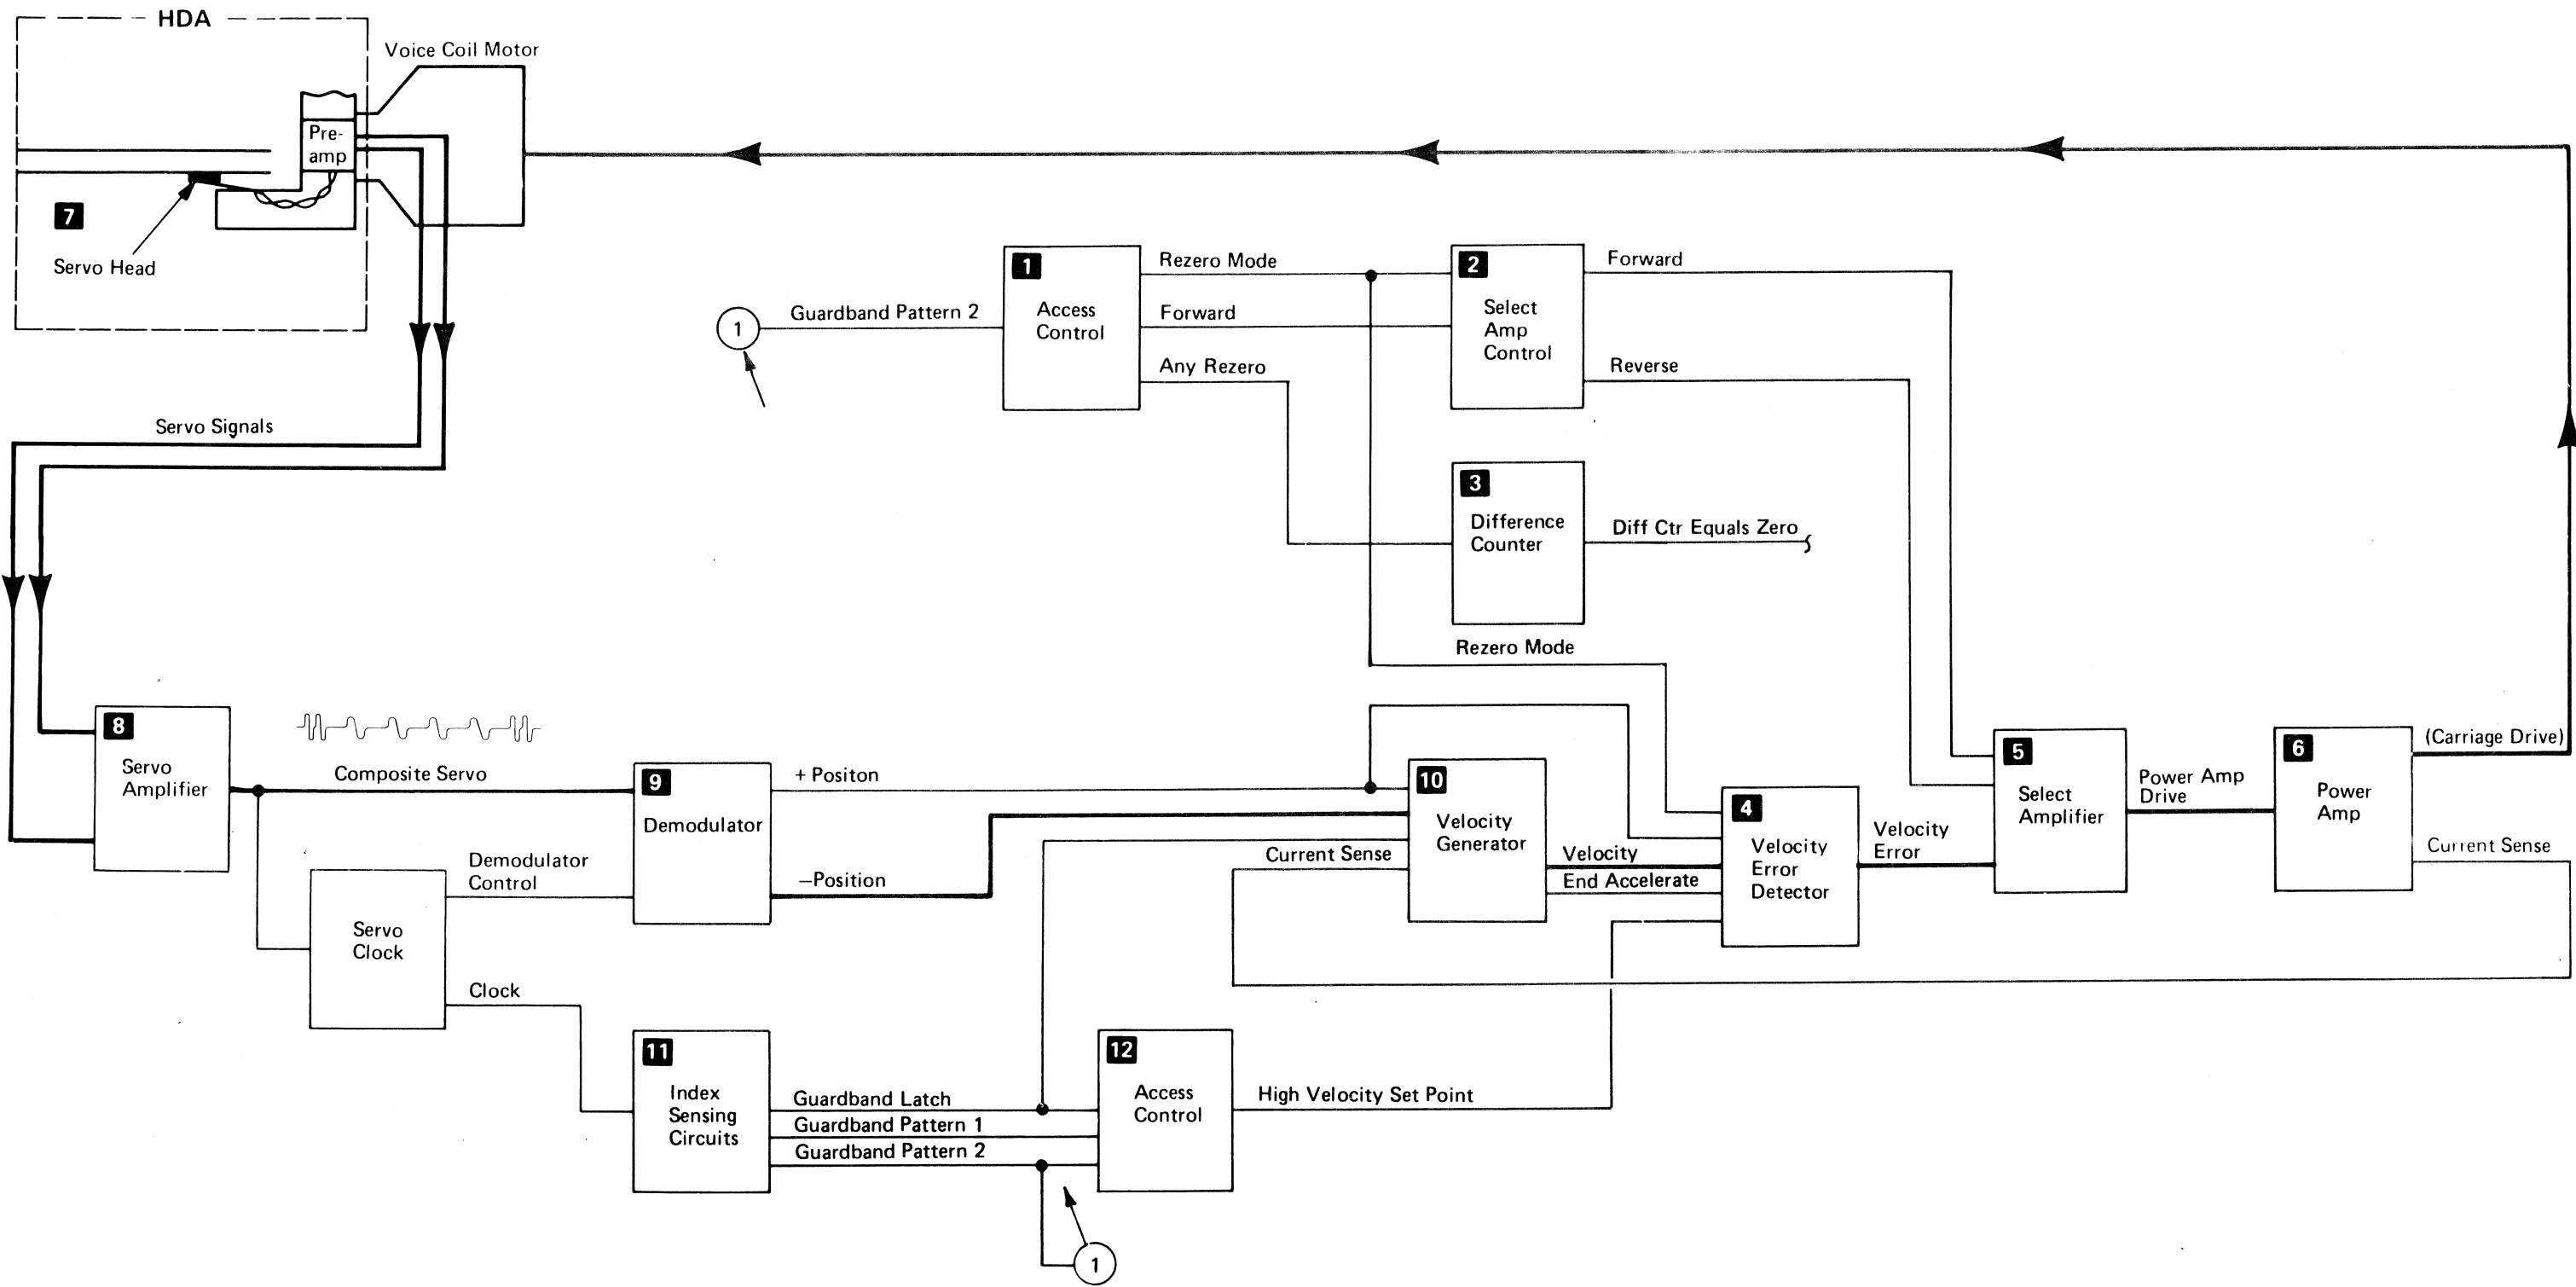 HDA
Voice Coil Motor
Pre-
amp
7
Servo Head
Servo Signals
1
Guardband Pattern 2
1
Access
Control
Rezero Mode
Forward
Any Rezero
2
Select
Amp
Control
Forward
Reverse
3
Difference
Counter
Diff Ctr Equals Zero
Rezero Mode
8
Servo
Amplifier
Composite Servo
9
Demodulator
+ Positon
—Position
Servo
Clock
Demodulator
Control
Clock
10
Velocity
Generator
Current Sense
Velocity
End Accelerate
4
Velocity
Error
Detector
Velocity
Error
5
Select
Amplifier
Power Amp
Drive
6
Power
Amp
(Carriage Drive)
Current Sense
11
Index
Sensing
Circuits
Guardband Latch
Guardband Pattern 1
Guardband Pattern 2
12
Access
Control
High Velocity Set Point
1